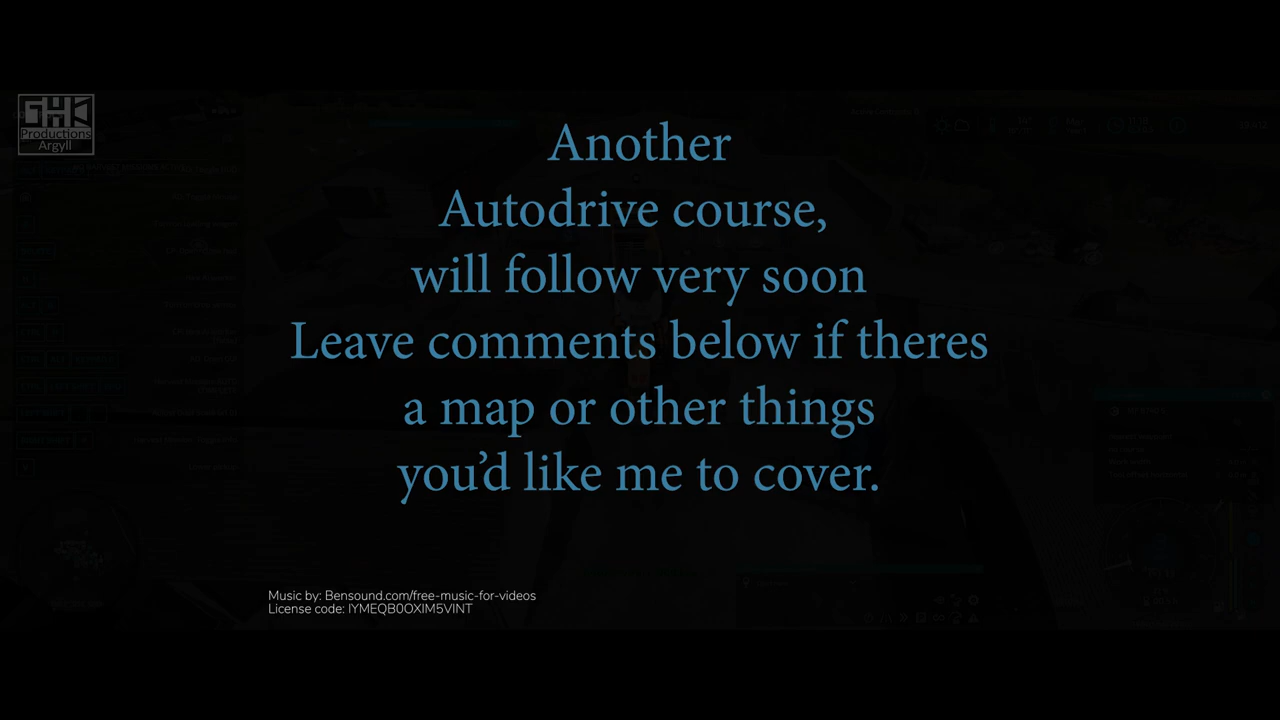 GHK
Productions
Argyll
Another
Autodrive course,
will follow very soon
Leave comments below if theres
a map or other things
you’d like me to cover.
Music by: Bensound.com/free-music-for-videos
License code: IYMEQB0OXIM5VINT